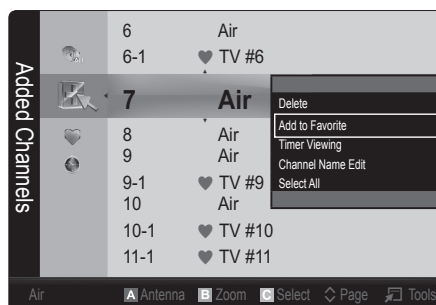 Added Channels
6 Air
6-1 ♥ TV #6
7 Air
8 Air
9 Air
9-1 ♥ TV #9
10 Air
10-1 ♥ TV #10
11-1 ♥ TV #11
Delete
Add to Favorite
Timer Viewing
Channel Name Edit
Select All
Air A Antenna B Zoom C Select Page Tools